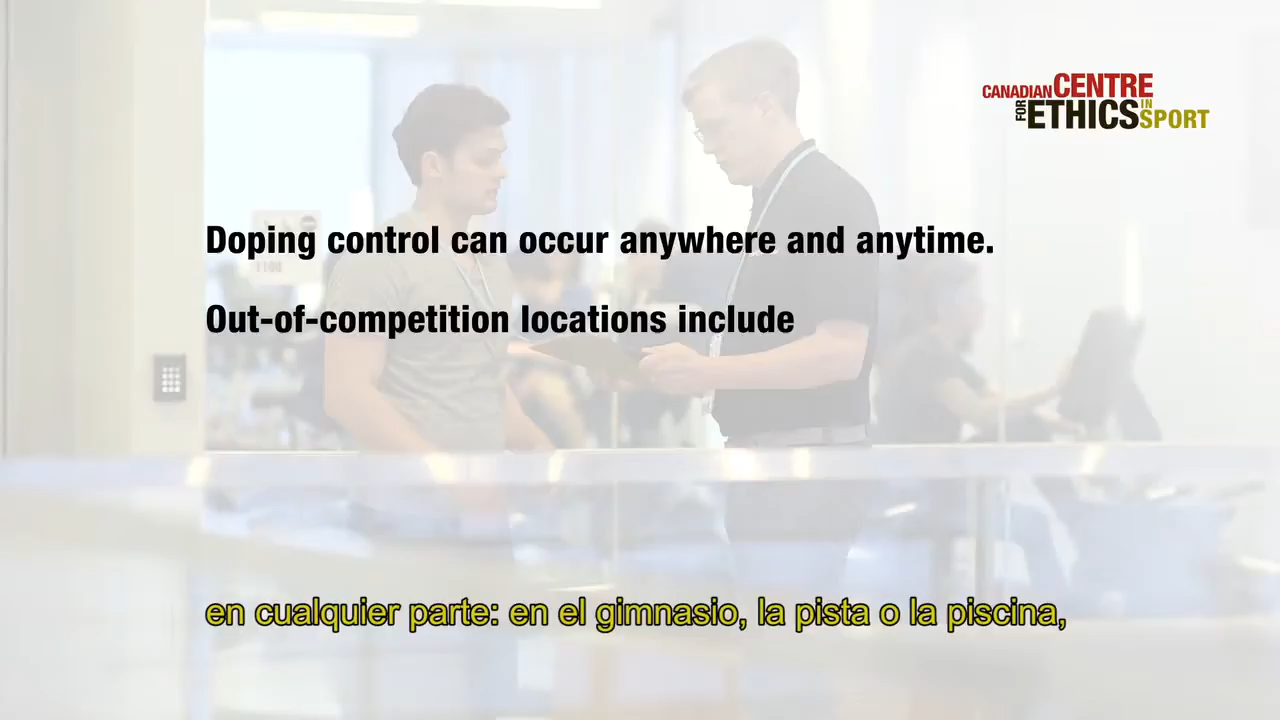 CANADIAN CENTRE
FOR ETHICS IN SPORT
Doping control can occur anywhere and anytime.
Out-of-competition locations include
en cualquier parte: en el gimnasio, la pista o la piscina,